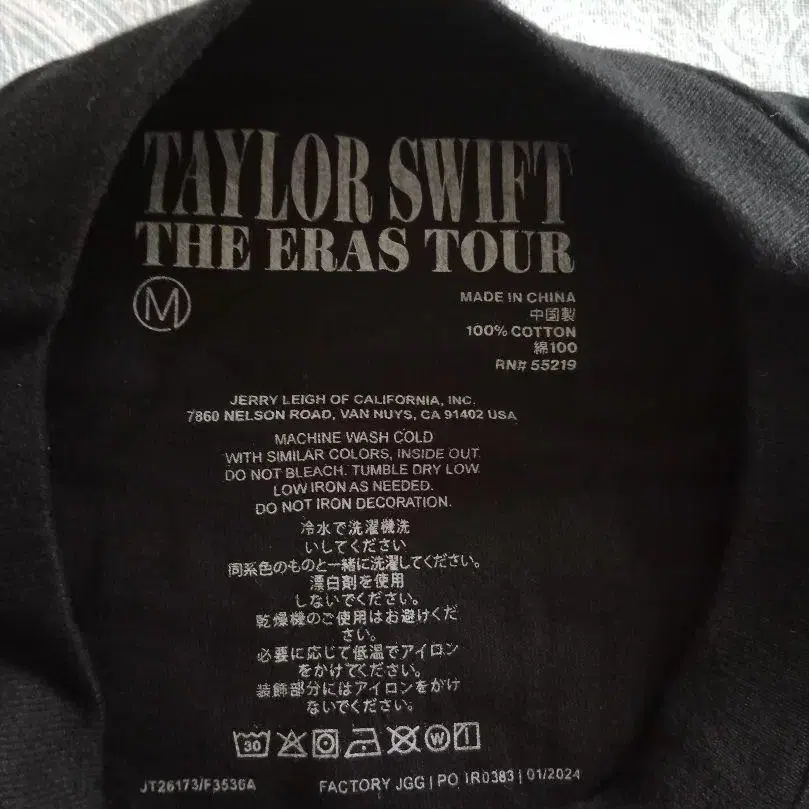 TAYLOR SWIFT
THE ERAS TOUR
M
MADE IN CHINA
中国製
100% COTTON
綿100
RN# 55219
JERRY LEIGH OF CALIFORNIA, INC.
7860 NELSON ROAD, VAN NUYS, CA 91402 USA
MACHINE WASH COLD
WITH SIMILAR COLORS, INSIDE OUT.
DO NOT BLEACH. TUMBLE DRY LOW.
LOW IRON AS NEEDED.
DO NOT IRON DECORATION.
冷水で洗濯機洗
いしてください
同系色のものと一緒に洗濯してください。
漂白剤を使用
しないでください。
乾燥機のご使用はお避けくだ
さい。
必要に応じて低温でアイロン
をかけてください。
装飾部分にはアイロンをかけ
ないでください。
30 W
JT26173/F3536A
FACTORY JGG | PO IR0383 | 01/2024